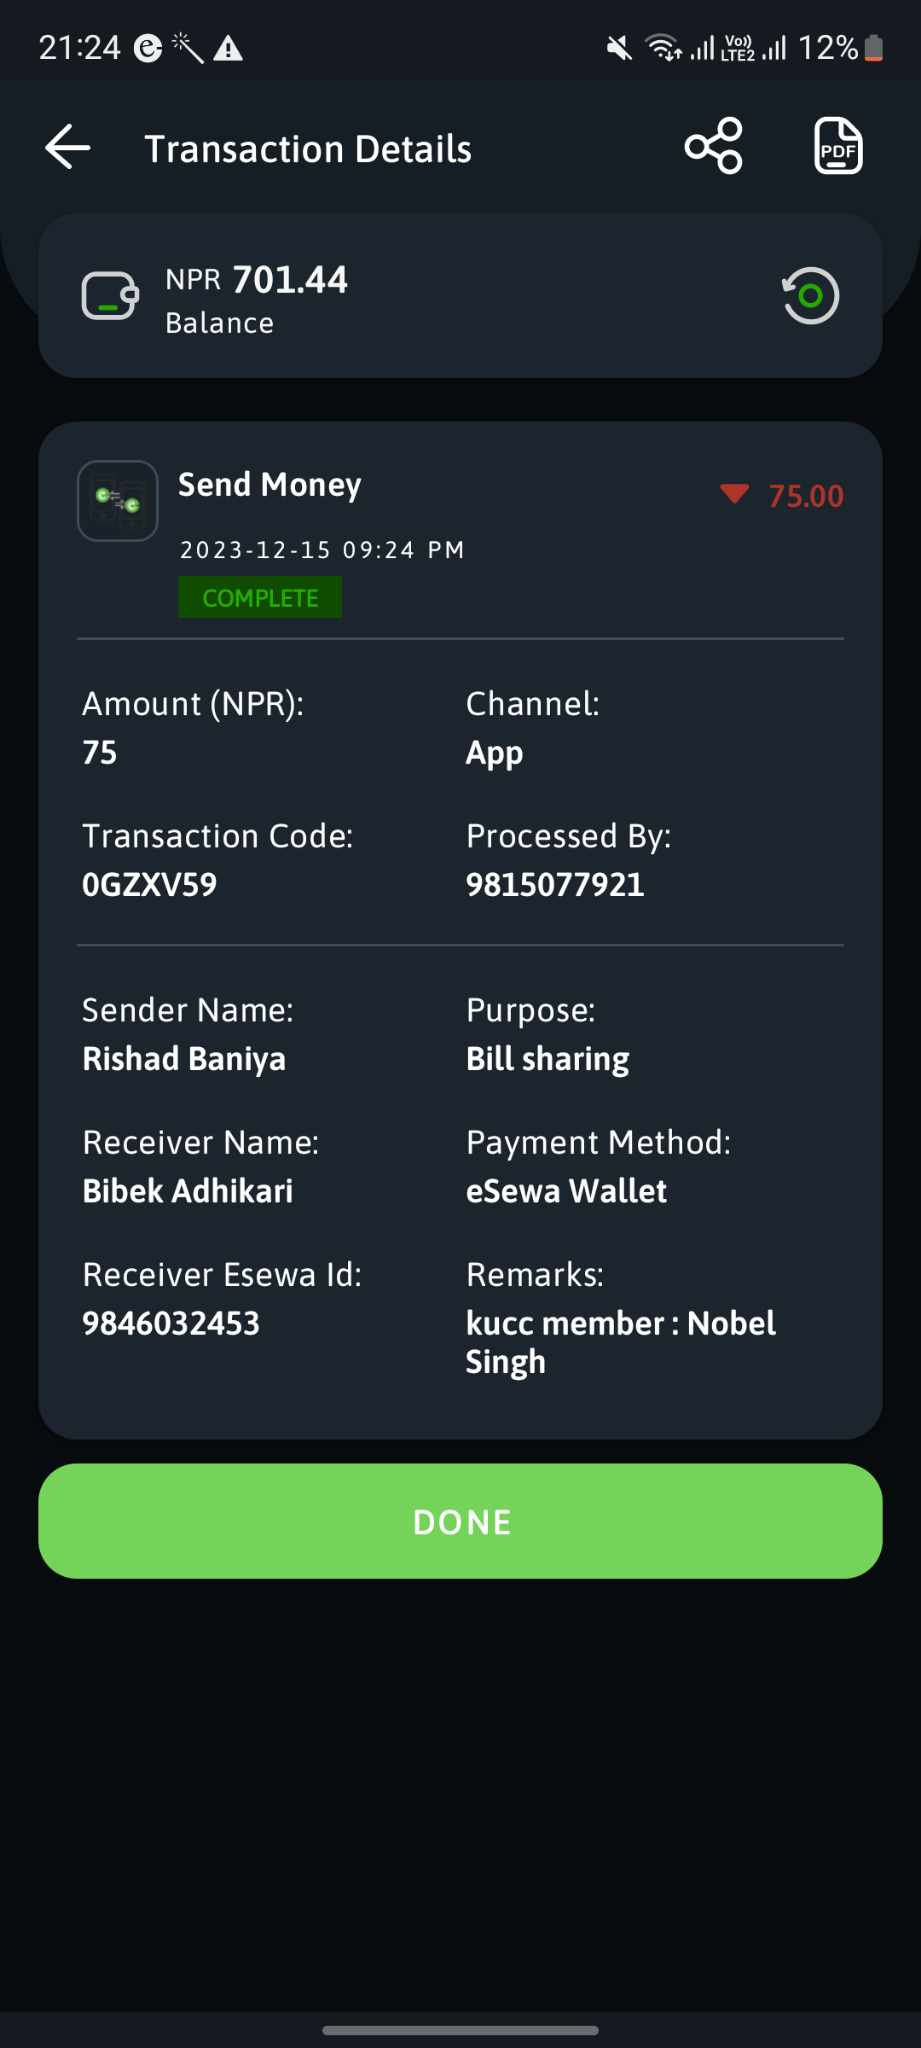 21:24 Vo)) LTE2 12%
Transaction Details PDF
NPR 701.44
Balance
Send Money
75.00
2023-12-15 09:24 PM
COMPLETE
Amount (NPR): Channel:
75 App
Transaction Code: Processed By:
0GZXV59 9815077921
Sender Name: Purpose:
Rishad Baniya Bill sharing
Receiver Name: Payment Method:
Bibek Adhikari eSewa Wallet
Receiver Esewa Id: Remarks:
9846032453 kucc member : Nobel
Singh
DONE